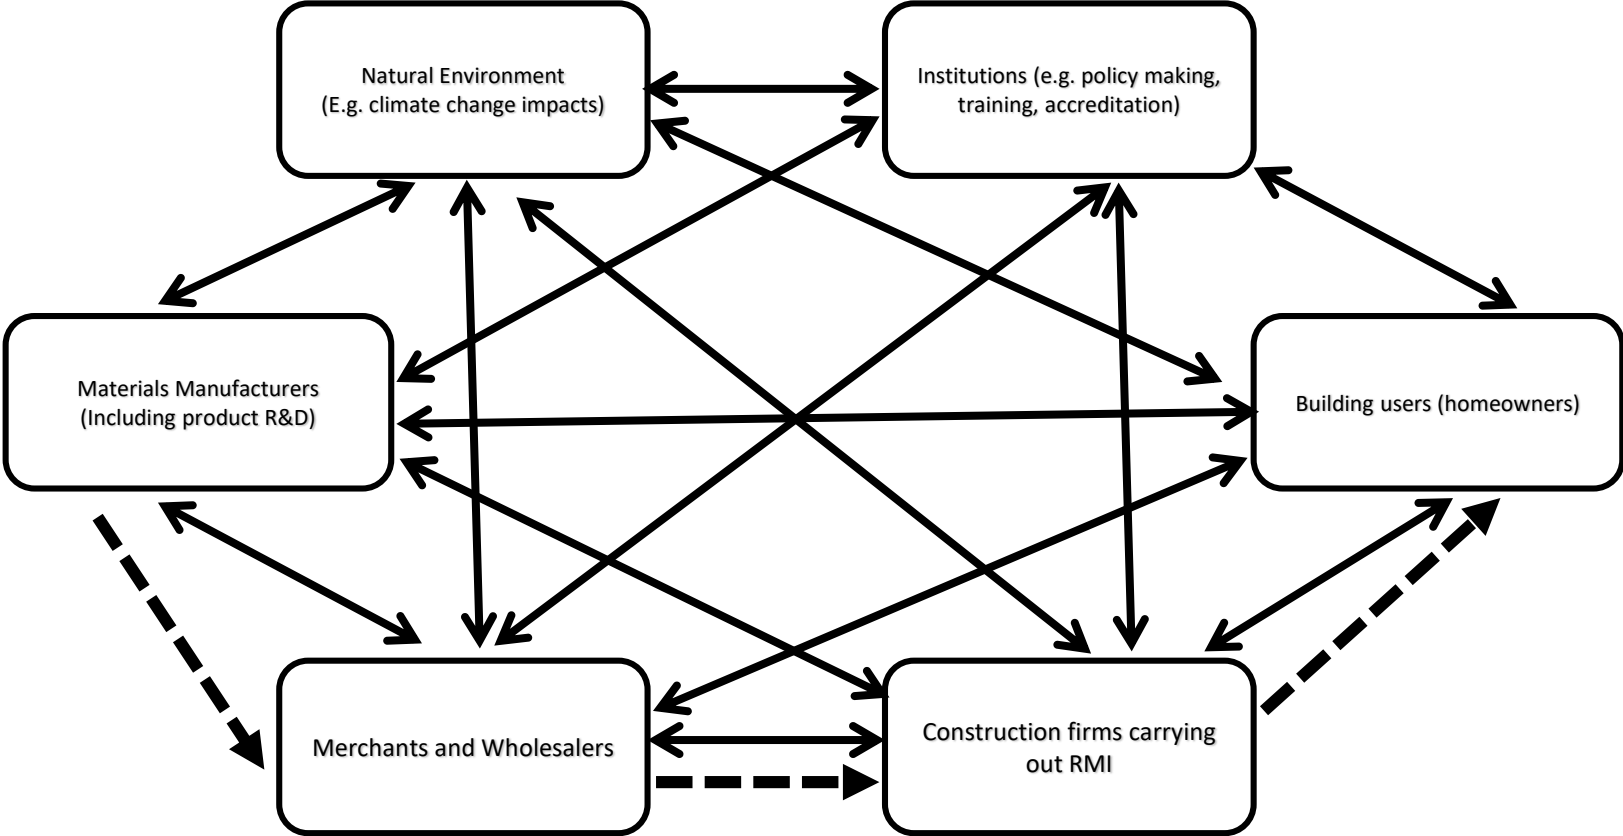 Natural Environment
(E.g. climate change impacts)
Institutions (e.g. policy making,
training, accreditation)
Materials Manufacturers
(Including product R&D)
Building users (homeowners)
Merchants and Wholesalers
Construction firms carrying
out RMI